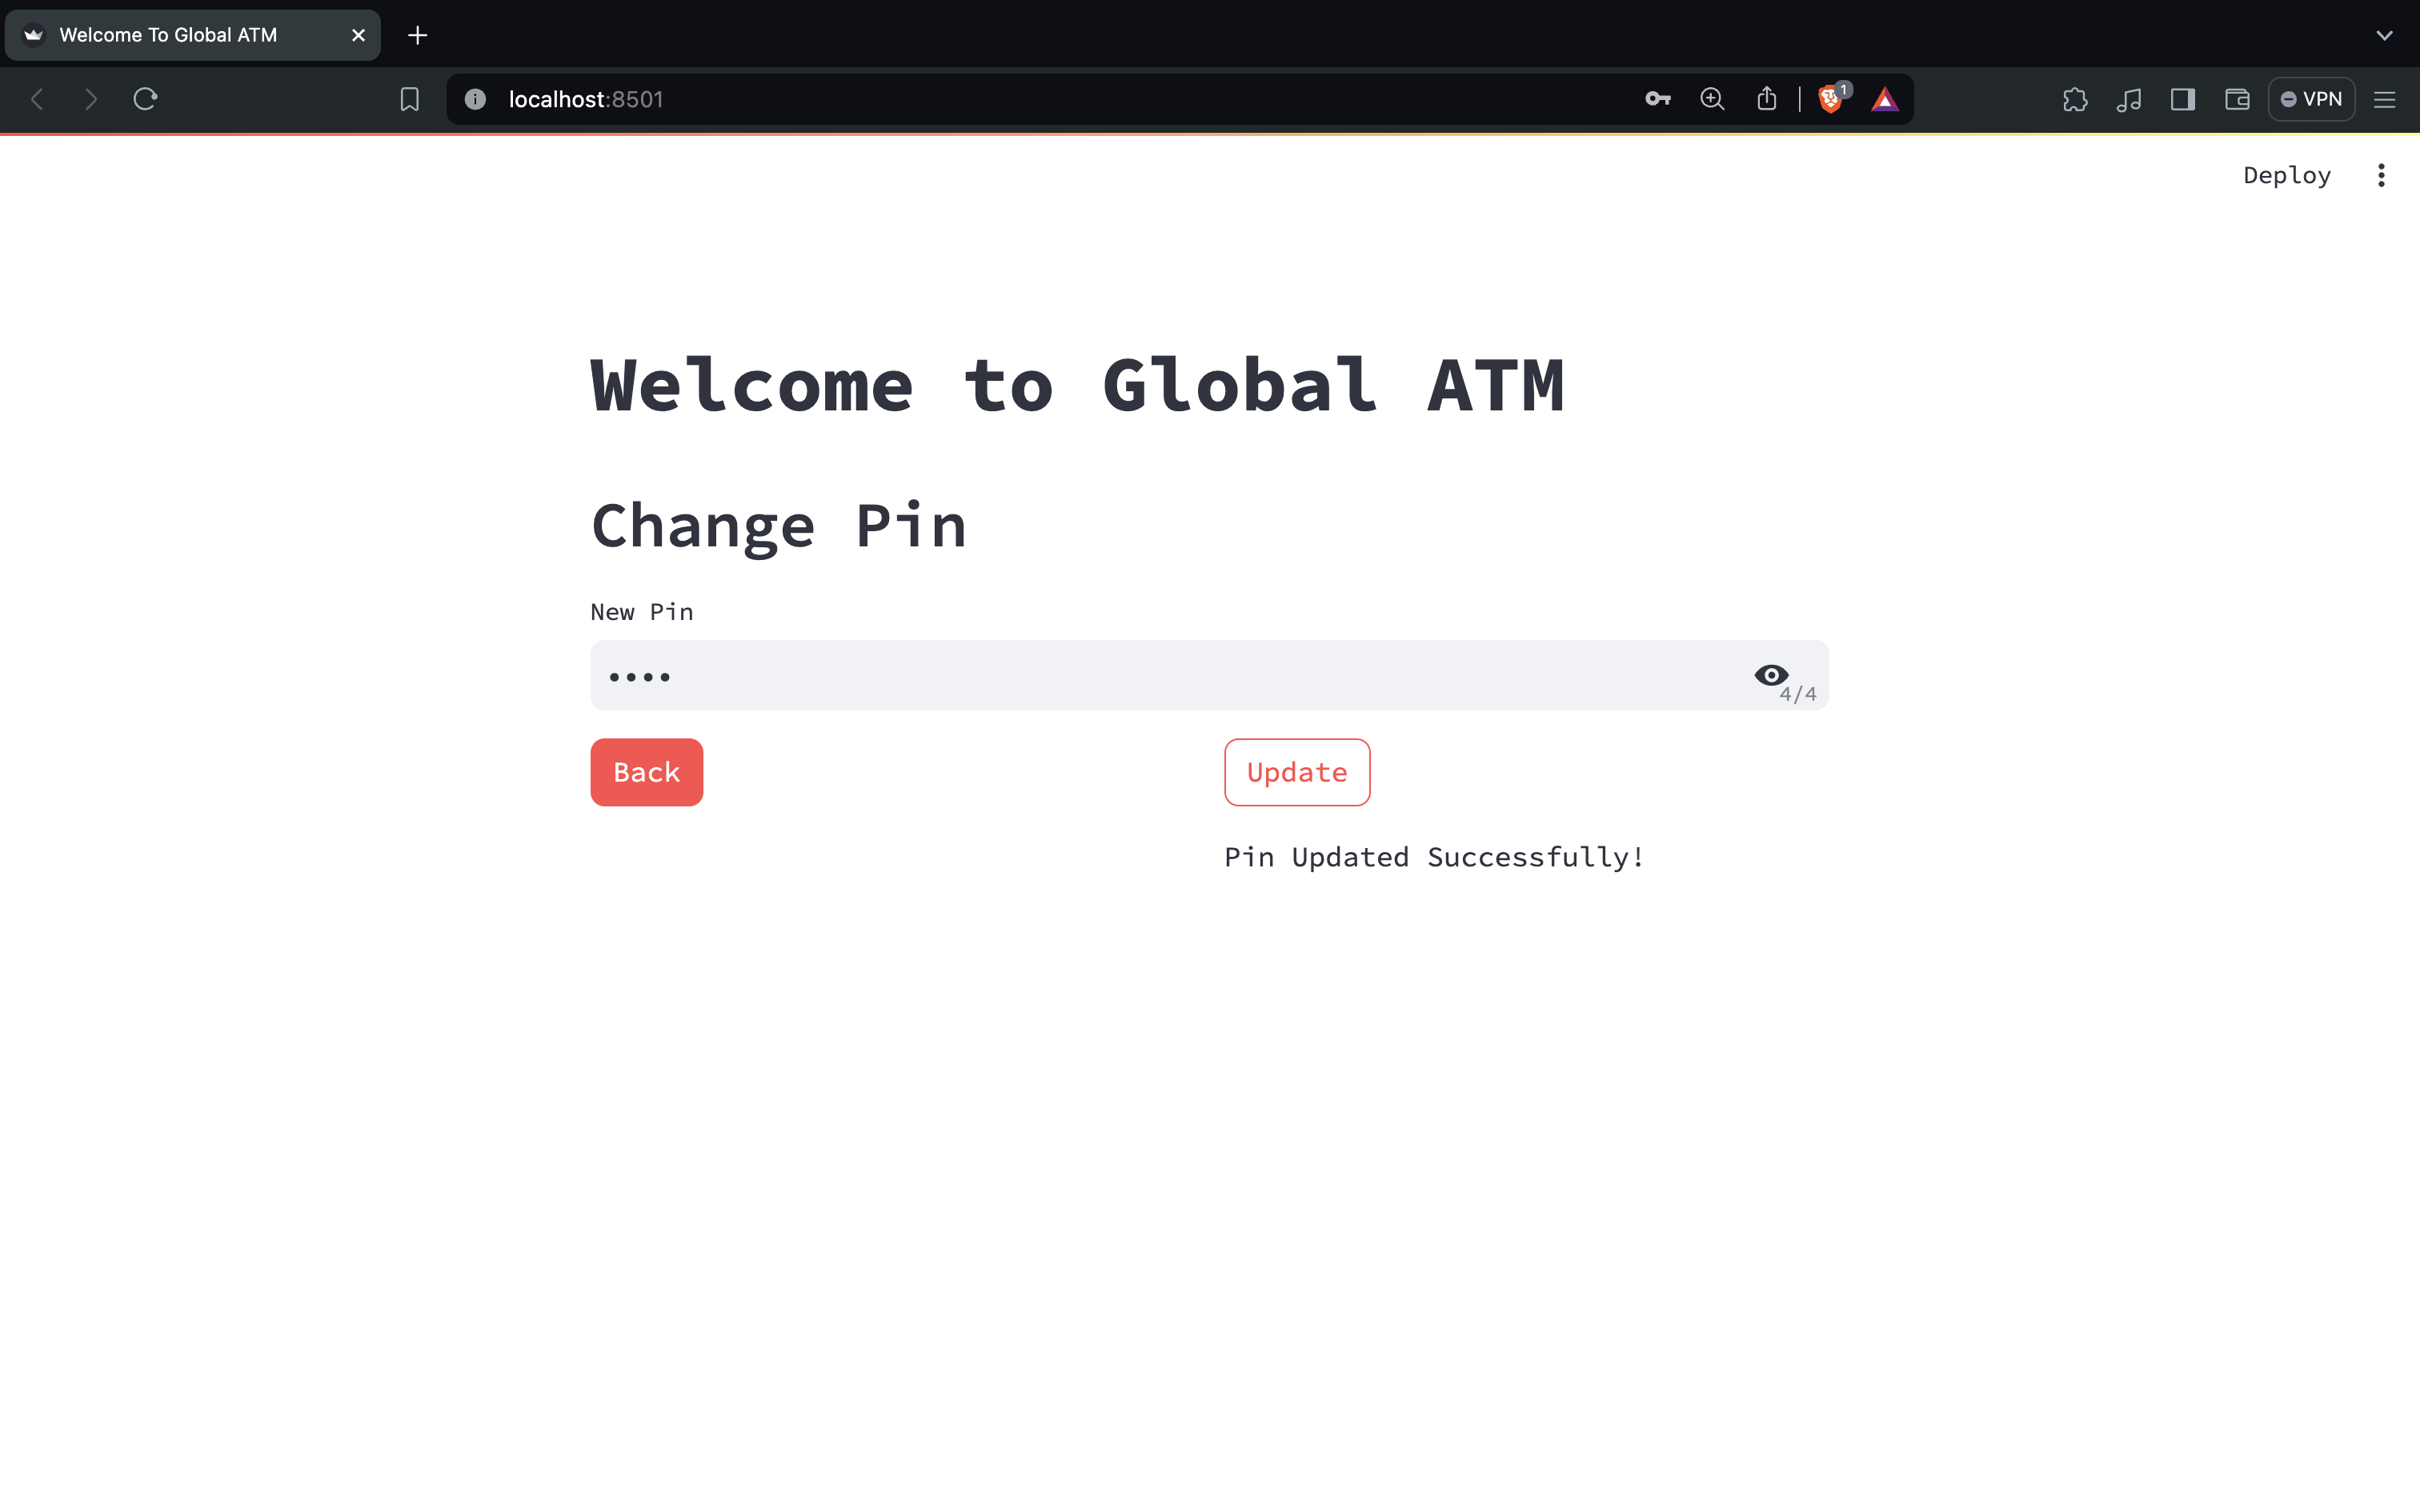 Welcome To Global ATM
localhost:8501
1
VPN
Deploy
Welcome to Global ATM
Change Pin
New Pin
••••
4/4
Back
Update
Pin Updated Successfully!